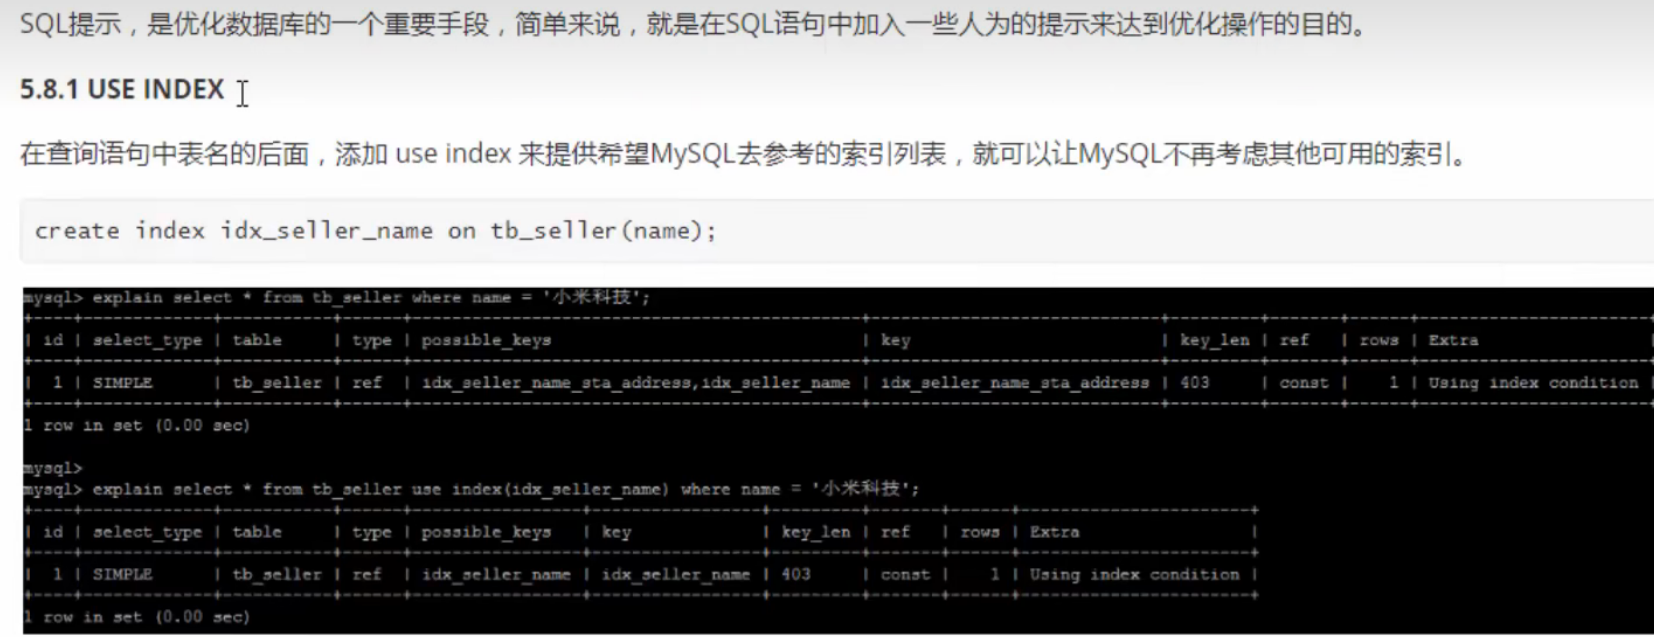 SQL提示，是优化数据库的一个重要手段，简单来说，就是在SQL语句中加入一些人为的提示来达到优化操作的目的。
5.8.1 USE INDEX
在查询语句中表名的后面，添加 use index 来提供希望MySQL去参考的索引列表，就可以让MySQL不再考虑其他可用的索引。
create index idx_seller_name on tb_seller(name);
mysql> explain select * from tb_seller where name = '小米科技';
| id | select_type | table | type | possible_keys | key | key_len | ref | rows | Extra |
| 1 | SIMPLE | tb_seller | ref | idx_seller_name_sta_address,idx_seller_name | idx_seller_name_sta_address | 403 | const | 1 | Using index condition |
1 row in set (0.00 sec)
mysql>
mysql> explain select * from tb_seller use index(idx_seller_name) where name = '小米科技';
| id | select_type | table | type | possible_keys | key | key_len | ref | rows | Extra |
| 1 | SIMPLE | tb_seller | ref | idx_seller_name | idx_seller_name | 403 | const | 1 | Using index condition |
1 row in set (0.00 sec)